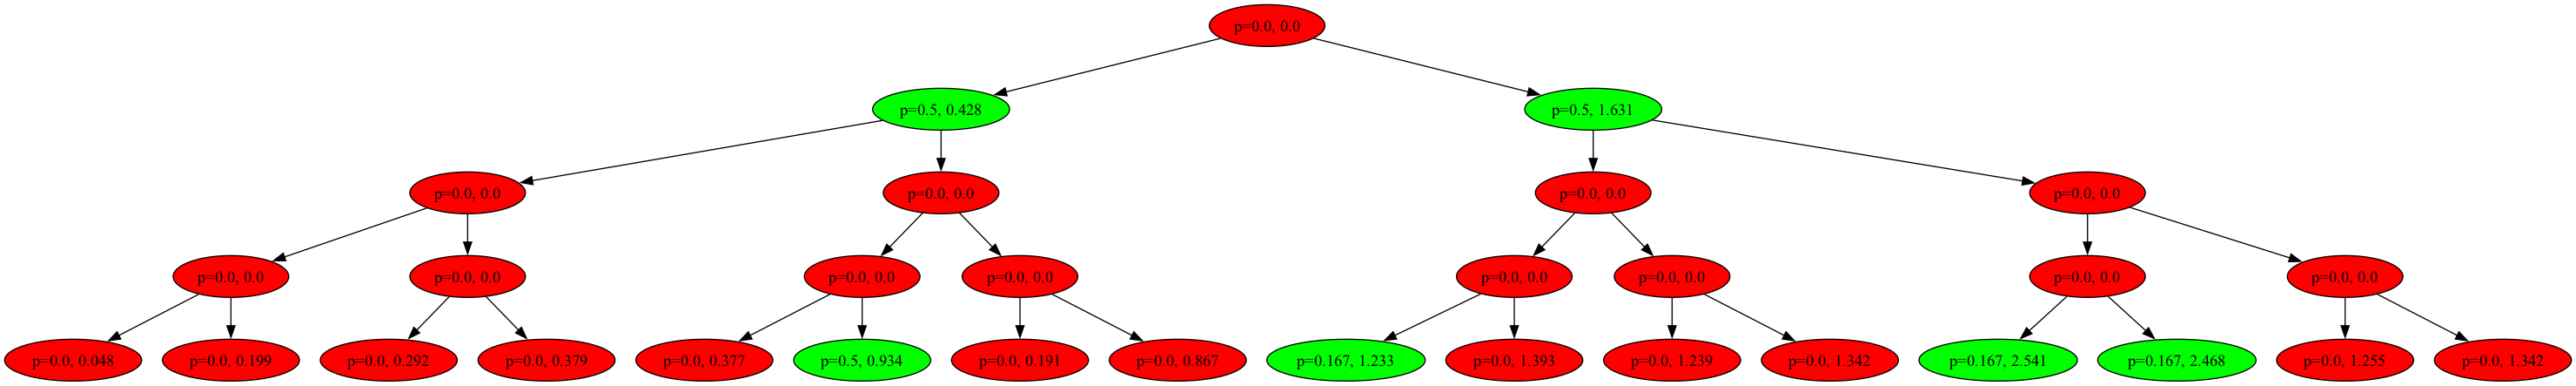 p=0.0, 0.0
p=0.5, 0.428
p=0.5, 1.631
p=0.0, 0.0
p=0.0, 0.0
p=0.0, 0.0
p=0.0, 0.0
p=0.0, 0.0
p=0.0, 0.0
p=0.0, 0.0
p=0.0, 0.0
p=0.0, 0.0
p=0.0, 0.0
p=0.0, 0.0
p=0.0, 0.0
p=0.0, 0.048
p=0.0, 0.199
p=0.0, 0.292
p=0.0, 0.379
p=0.0, 0.377
p=0.5, 0.934
p=0.0, 0.191
p=0.0, 0.867
p=0.167, 1.233
p=0.0, 1.393
p=0.0, 1.239
p=0.0, 1.342
p=0.167, 2.541
p=0.167, 2.468
p=0.0, 1.255
p=0.0, 1.342